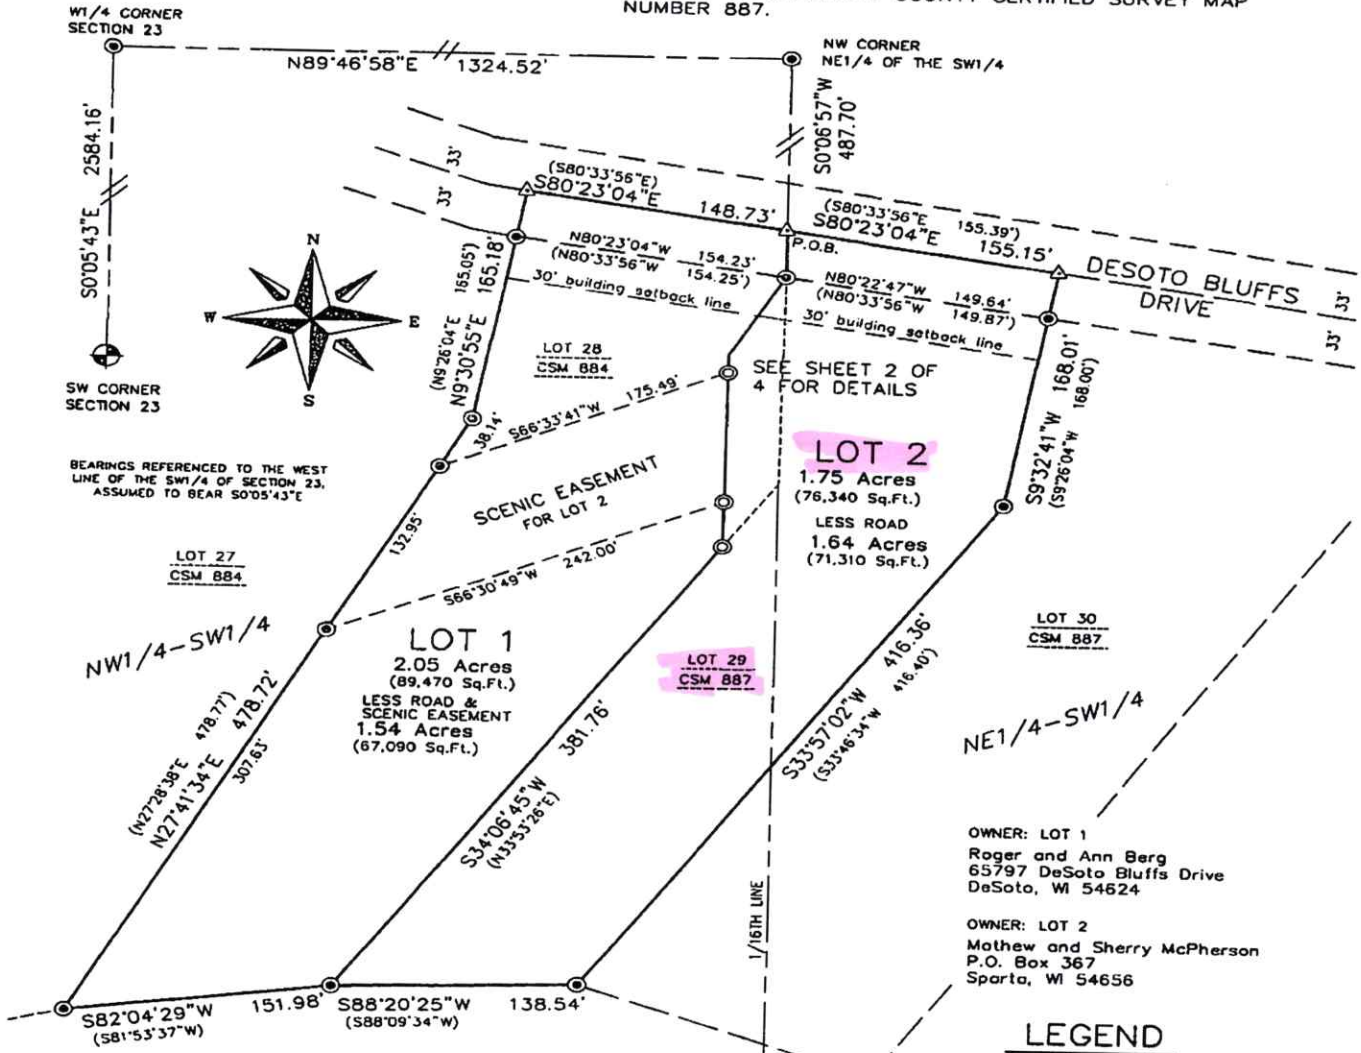 COUNTY CERTIFIED SURVEY MAP
NUMBER 887.
W1/4 CORNER
SECTION 23
N89°46'58"E 1324.52'
NW CORNER
NE1/4 OF THE SW1/4
S0°05'43"E 2584.16'
S0°06'57"W
487.70'
33'
33'
(S80°33'56"E)
S80°23'04"E 148.73'
(S80°33'56"E 155.39')
S80°23'04"E 155.15'
P.O.B.
N80°23'04"W 154.23'
(N80°33'56"W 154.25')
30' building setback line
N80°22'47"W 149.64'
(N80°33'56"W 149.87')
30' building setback line
DESOTO BLUFFS
DRIVE
33'
33'
N
W
E
S
SW CORNER
SECTION 23
(N9°26'04"E 165.05')
N9°30'55"E 165.18'
LOT 28
CSM 884
SEE SHEET 2 OF
4 FOR DETAILS
S66°33'41"W 175.49'
38.14'
LOT 2
1.75 Acres
(76,340 Sq.Ft.)
LESS ROAD
1.64 Acres
(71,310 Sq.Ft.)
S9°32'41"W 168.01'
(S9°26'04"W 168.00')
BEARINGS REFERENCED TO THE WEST
LINE OF THE SW1/4 OF SECTION 23,
ASSUMED TO BEAR S0°05'43"E
SCENIC EASEMENT
FOR LOT 2
132.95'
S66°30'49"W 242.00'
LOT 27
CSM 884
NW1/4-SW1/4
LOT 1
2.05 Acres
(89,470 Sq.Ft.)
LESS ROAD &
SCENIC EASEMENT
1.54 Acres
(67,090 Sq.Ft.)
LOT 29
CSM 887
LOT 30
CSM 887
NE1/4-SW1/4
(N27°28'38"E 478.77')
N27°41'34"E 478.72'
307.63'
S34°06'45"W 381.76'
(N33°53'26"E)
S33°57'02"W 416.36'
(S33°46'34"W 416.40')
1/16TH LINE
OWNER: LOT 1
Roger and Ann Berg
65797 DeSoto Bluffs Drive
DeSoto, WI 54624
OWNER: LOT 2
Mathew and Sherry McPherson
P.O. Box 367
Sparta, WI 54656
S82°04'29"W 151.98'
(S81°53'37"W)
S88°20'25"W 138.54'
(S88°09'34"W)
LEGEND